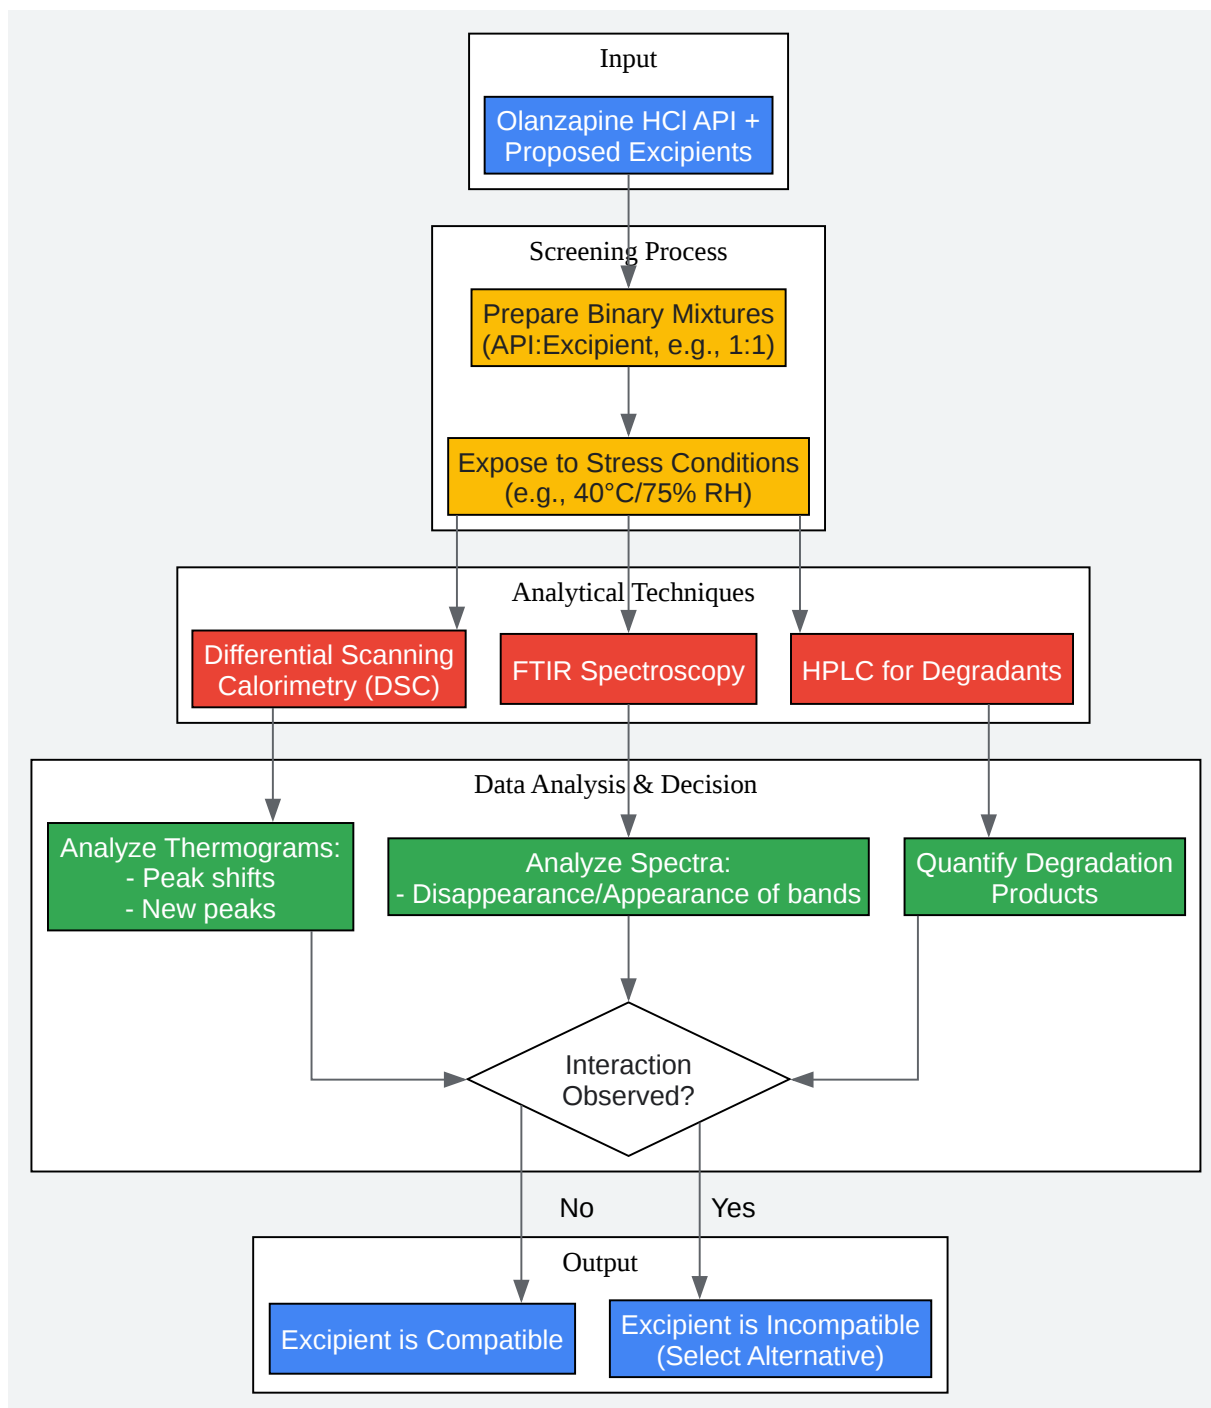 Input
Olanzapine HCl API +
Proposed Excipients
Screening Process
Prepare Binary Mixtures
(API:Excipient, e.g., 1:1)
Expose to Stress Conditions
(e.g., 40°C/75% RH)
Analytical Techniques
Differential Scanning
Calorimetry (DSC)
FTIR Spectroscopy
HPLC for Degradants
Data Analysis & Decision
Analyze Thermograms:
- Peak shifts
- New peaks
Analyze Spectra:
- Disappearance/Appearance of bands
Quantify Degradation
Products
Interaction
Observed?
No
Yes
Output
Excipient is Compatible
Excipient is Incompatible
(Select Alternative)